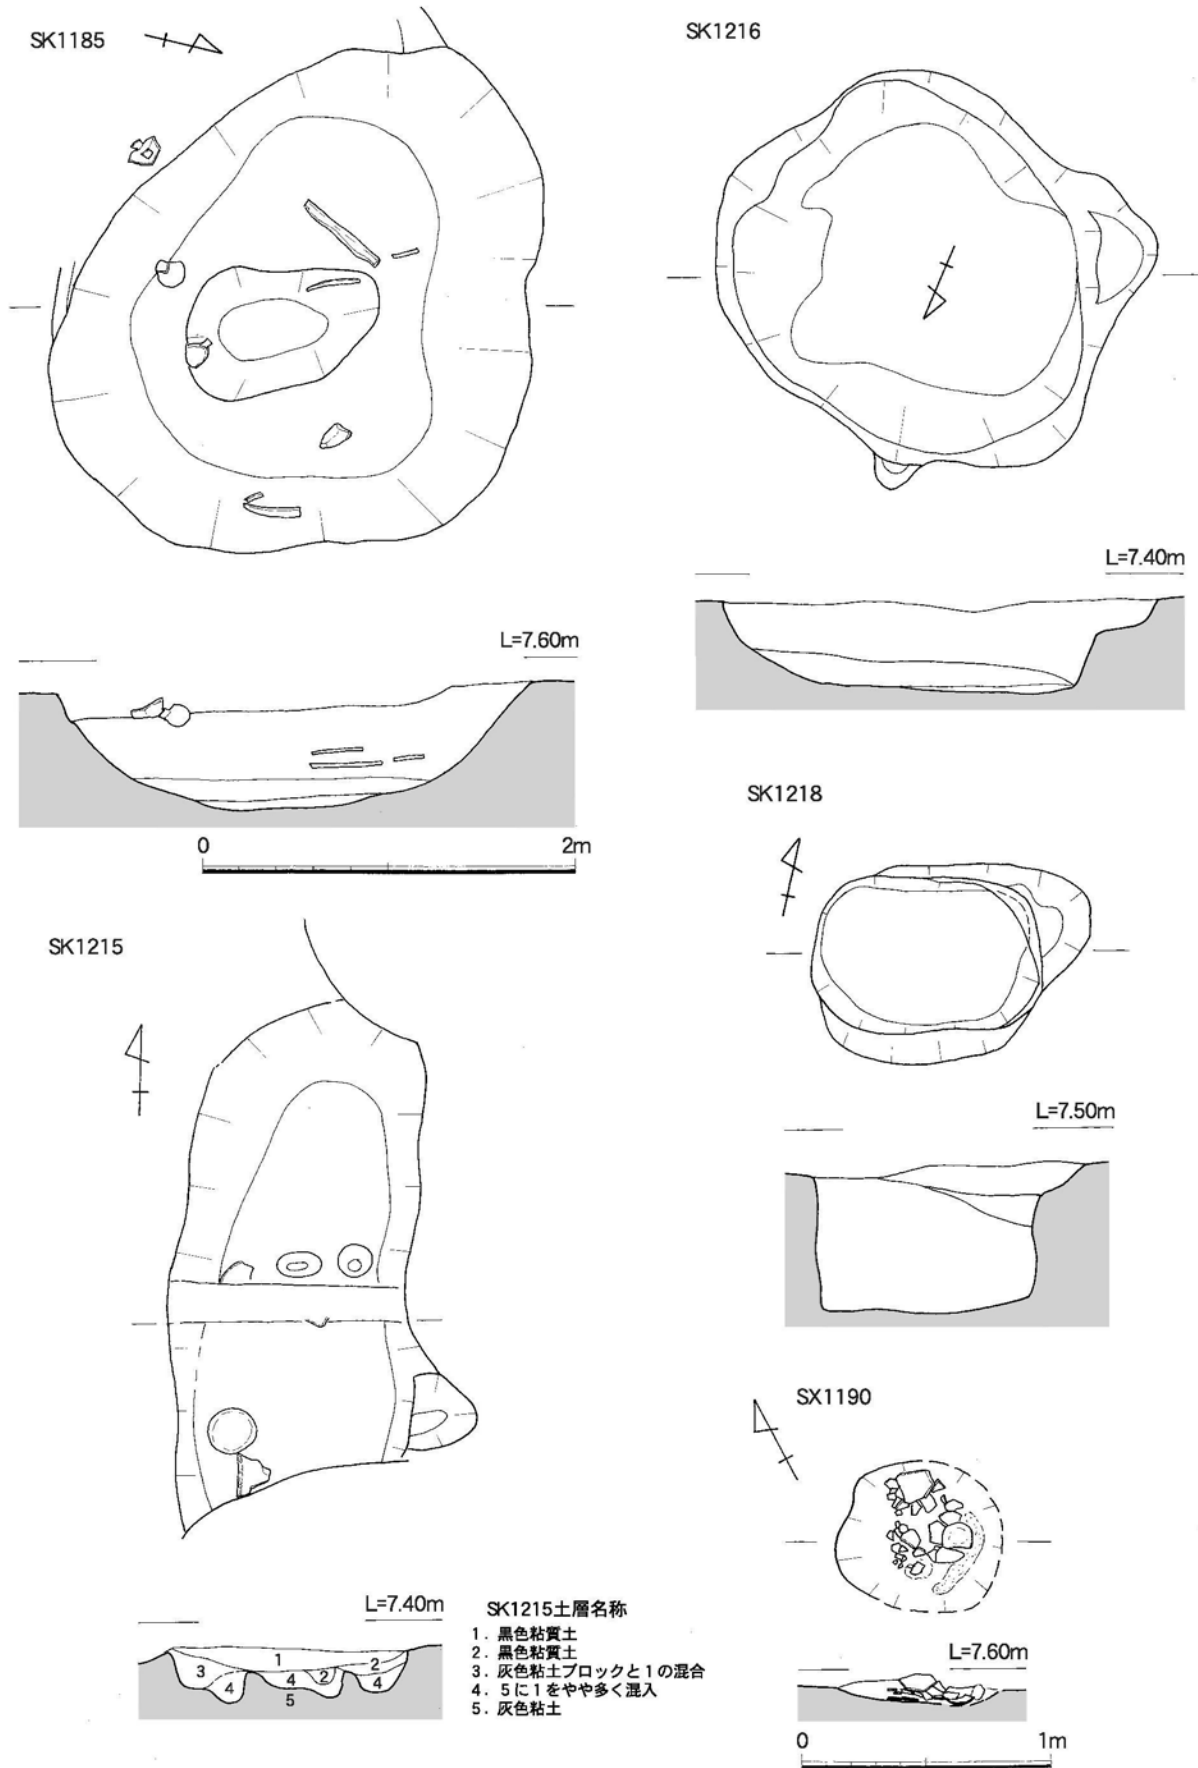 SK1185
SK1216
L=7.40m
L=7.60m
0 2m
SK1218
SK1215
L=7.50m
SX1190
L=7.40m
SK1215土層名称
1．黒色粘質土
2．黒色粘質土
3．灰色粘土ブロックと1の混合
4．5に1をやや多く混入
5．灰色粘土
1
2
3
4
4
2
4
5
L=7.60m
0 1m